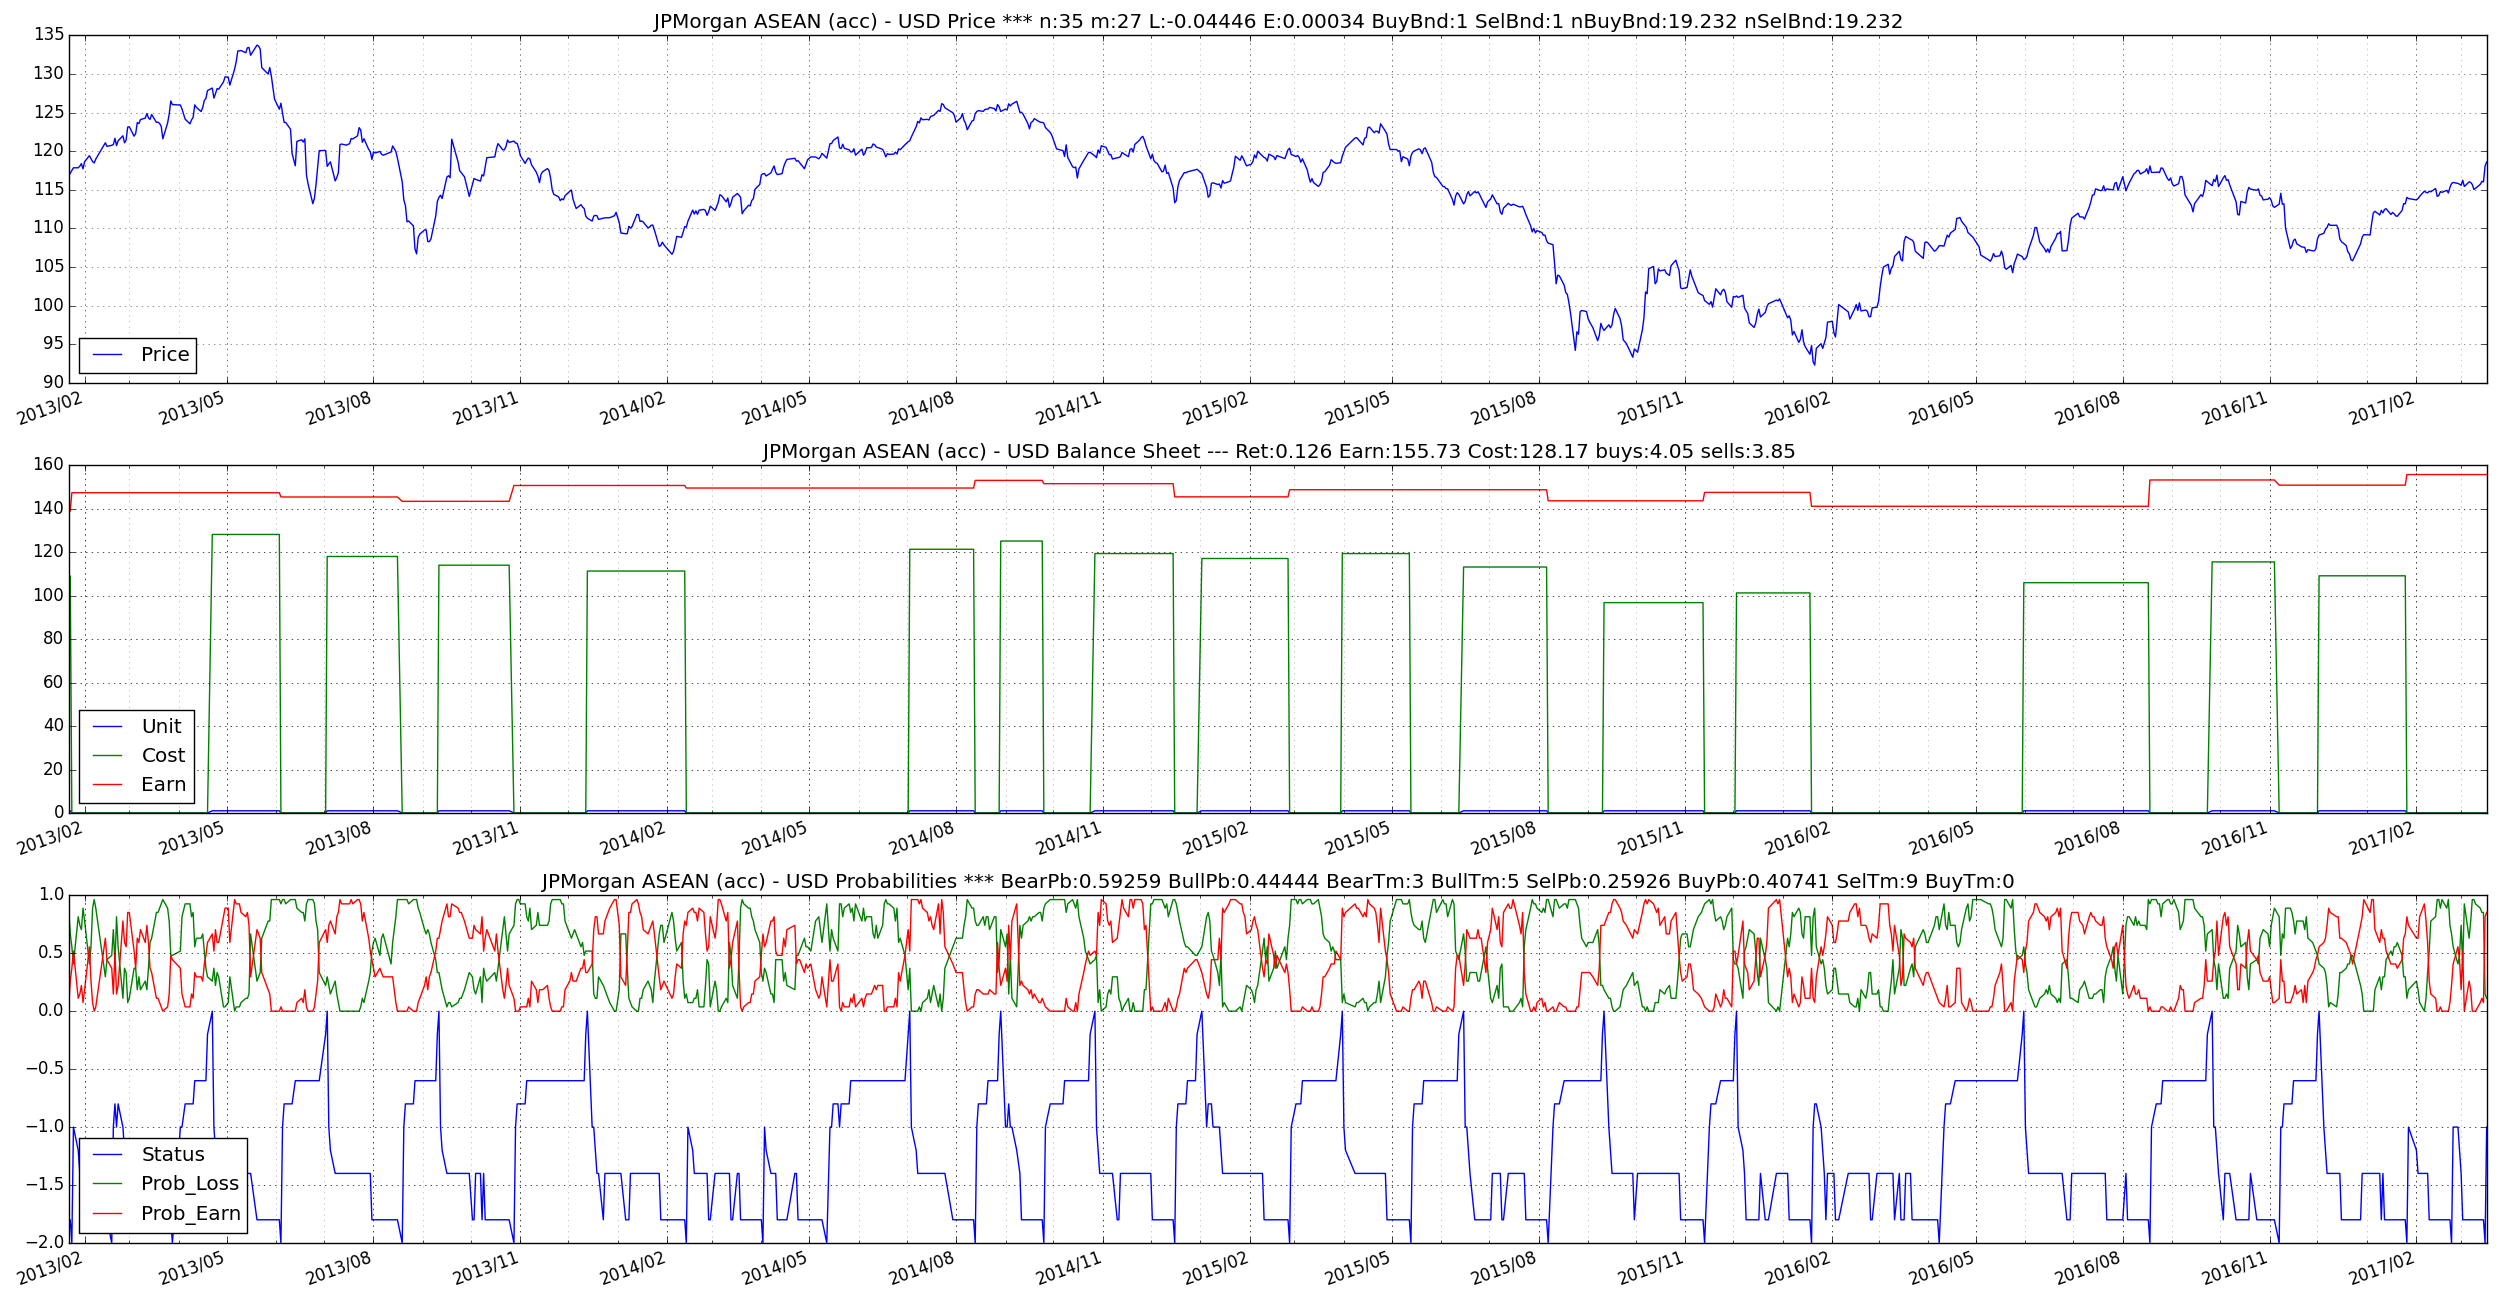 JPMorgan ASEAN (acc) - USD Price *** n:35 m:27 L:-0.04446 E:0.00034 BuyBnd:1 SelBnd:1 nBuyBnd:19.232 nSelBnd:19.232
135
130
125
120
115
110
105
100
95
90
Price
2013/02 2013/05 2013/08 2013/11 2014/02 2014/05 2014/08 2014/11 2015/02 2015/05 2015/08 2015/11 2016/02 2016/05 2016/08 2016/11 2017/02
JPMorgan ASEAN (acc) - USD Balance Sheet --- Ret:0.126 Earn:155.73 Cost:128.17 buys:4.05 sells:3.85
160
140
120
100
80
60
40
20
0
Unit
Cost
Earn
2013/02 2013/05 2013/08 2013/11 2014/02 2014/05 2014/08 2014/11 2015/02 2015/05 2015/08 2015/11 2016/02 2016/05 2016/08 2016/11 2017/02
JPMorgan ASEAN (acc) - USD Probabilities *** BearPb:0.59259 BullPb:0.44444 BearTm:3 BullTm:5 SelPb:0.25926 BuyPb:0.40741 SelTm:9 BuyTm:0
1.0
0.5
0.0
−0.5
−1.0
−1.5
−2.0
Status
Prob_Loss
Prob_Earn
2013/02 2013/05 2013/08 2013/11 2014/02 2014/05 2014/08 2014/11 2015/02 2015/05 2015/08 2015/11 2016/02 2016/05 2016/08 2016/11 2017/02